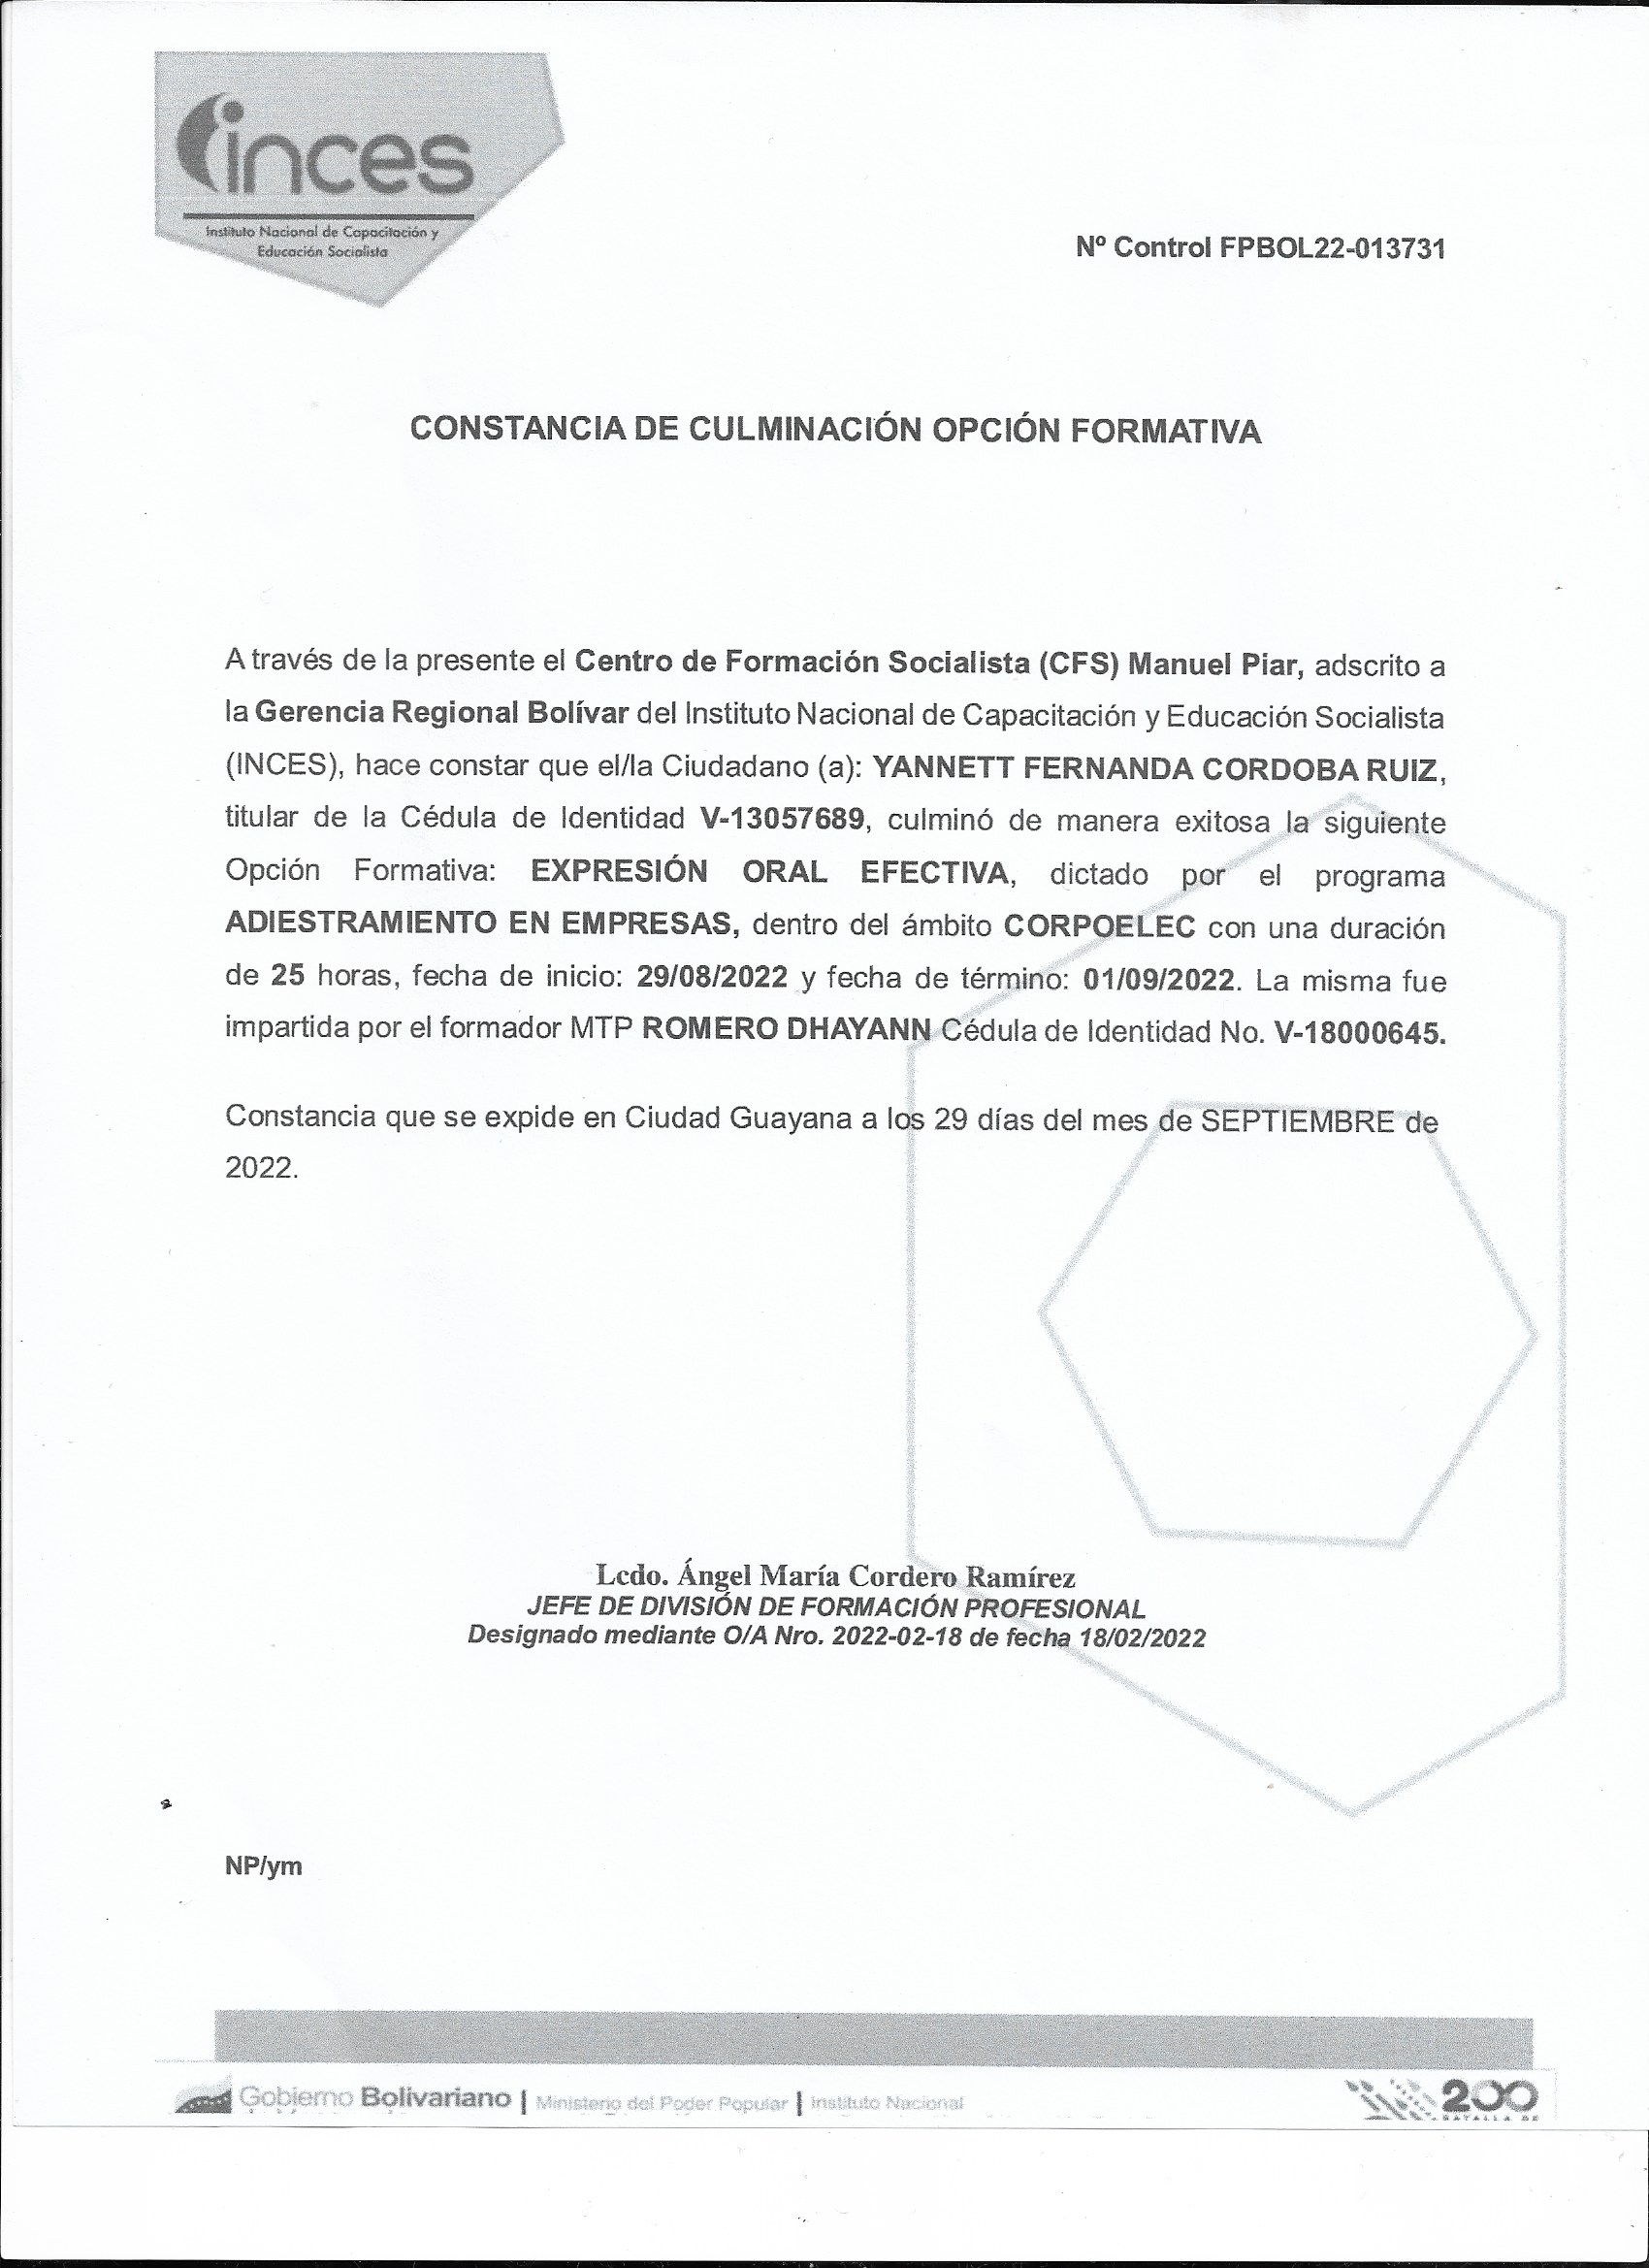 inces
Instituto Nacional de Capacitación y
Educación Socialista
Nº Control FPBOL22-013731
CONSTANCIA DE CULMINACIÓN OPCIÓN FORMATIVA
A través de la presente el Centro de Formación Socialista (CFS) Manuel Piar, adscrito a
la Gerencia Regional Bolívar del Instituto Nacional de Capacitación y Educación Socialista
(INCES), hace constar que el/la Ciudadano (a): YANNETT FERNANDA CORDOBA RUIZ,
titular de la Cédula de Identidad V-13057689, culminó de manera exitosa la siguiente
Opción Formativa: EXPRESIÓN ORAL EFECTIVA, dictado por el programa
ADIESTRAMIENTO EN EMPRESAS, dentro del ámbito CORPOELEC con una duración
de 25 horas, fecha de inicio: 29/08/2022 y fecha de término: 01/09/2022. La misma fue
impartida por el formador MTP ROMERO DHAYANN Cédula de Identidad No. V-18000645.
Constancia que se expide en Ciudad Guayana a los 29 días del mes de SEPTIEMBRE de
2022.
Lcdo. Ángel María Cordero Ramírez
JEFE DE DIVISIÓN DE FORMACIÓN PROFESIONAL
Designado mediante O/A Nro. 2022-02-18 de fecha 18/02/2022
NP/ym
Gobierno Bolivariano | Ministerio del Poder Popular | Instituto Nacional
200